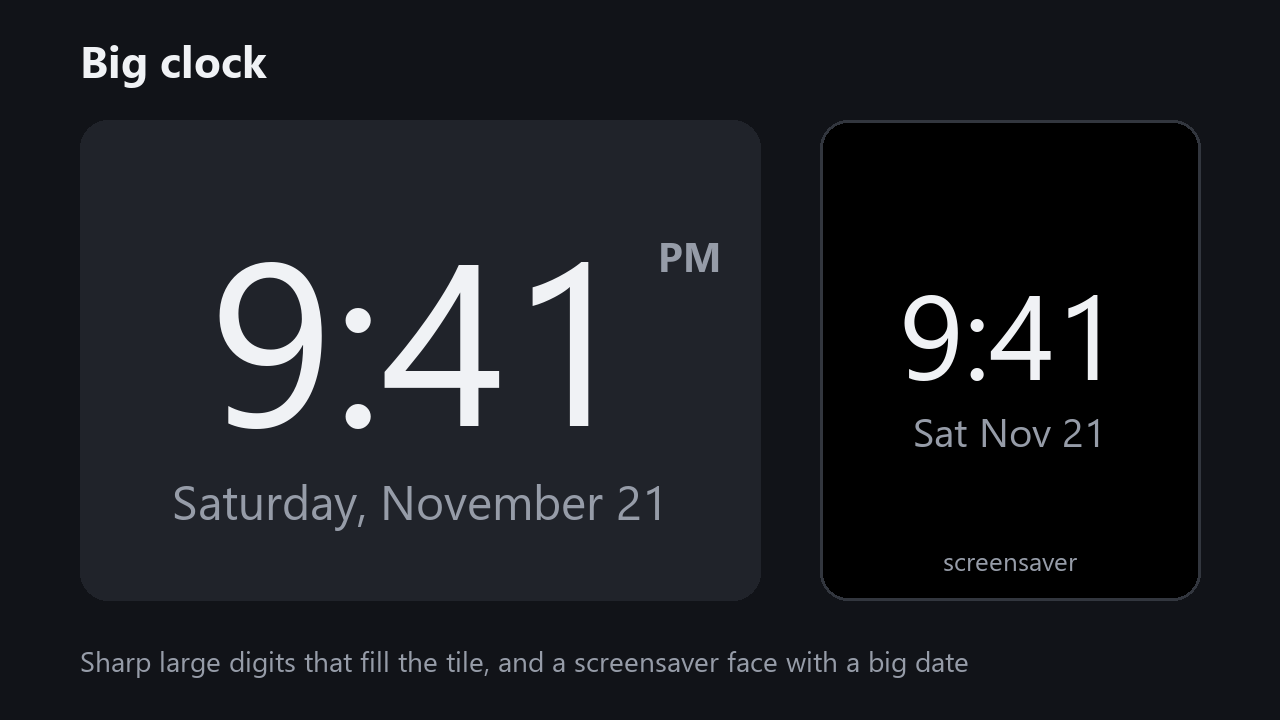 Big clock
9:41 PM
Saturday, November 21
9:41
Sat Nov 21
screensaver
Sharp large digits that fill the tile, and a screensaver face with a big date